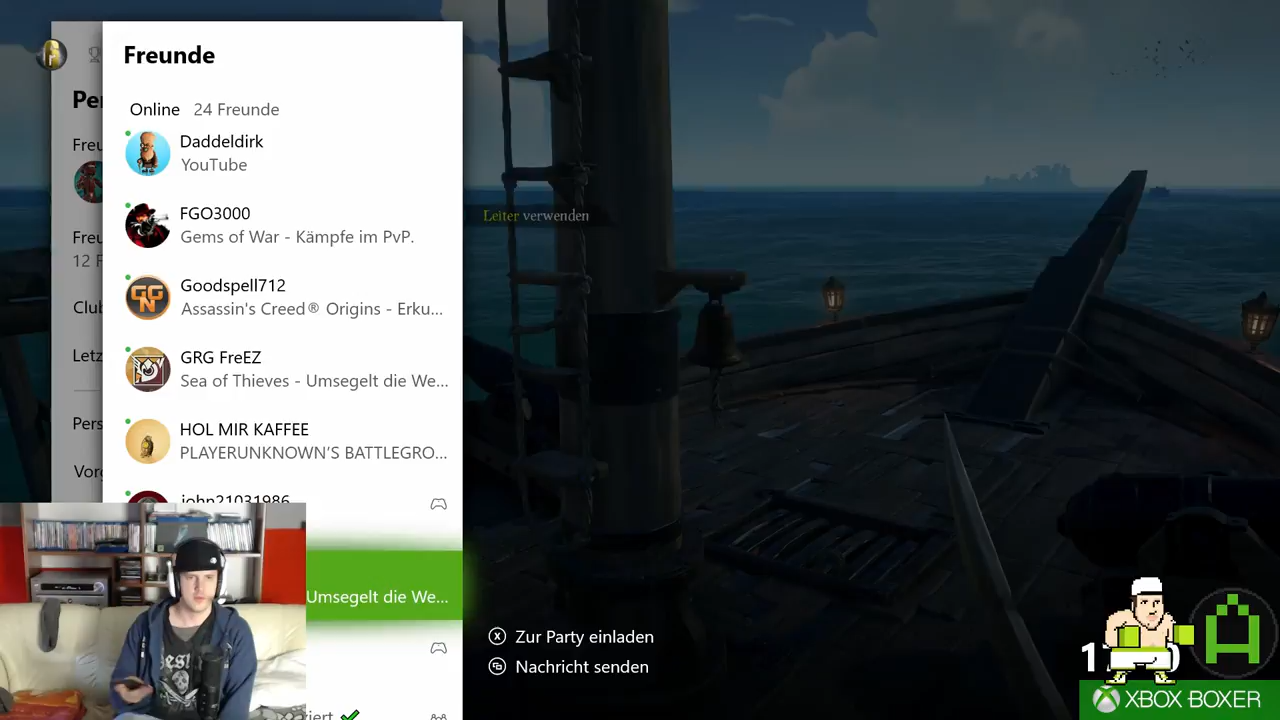 Freunde
Online 24 Freunde
Daddeldirk
YouTube
FGO3000
Gems of War - Kämpfe im PvP.
Goodspell712
Assassin's Creed® Origins - Erku...
GRG FreEZ
Sea of Thieves - Umsegelt die We...
HOL MIR KAFFEE
PLAYERUNKNOWN'S BATTLEGRO...
john21031986
Umsegelt die We...
Leiter verwenden
Zur Party einladen
Nachricht senden
XBOX BOXER